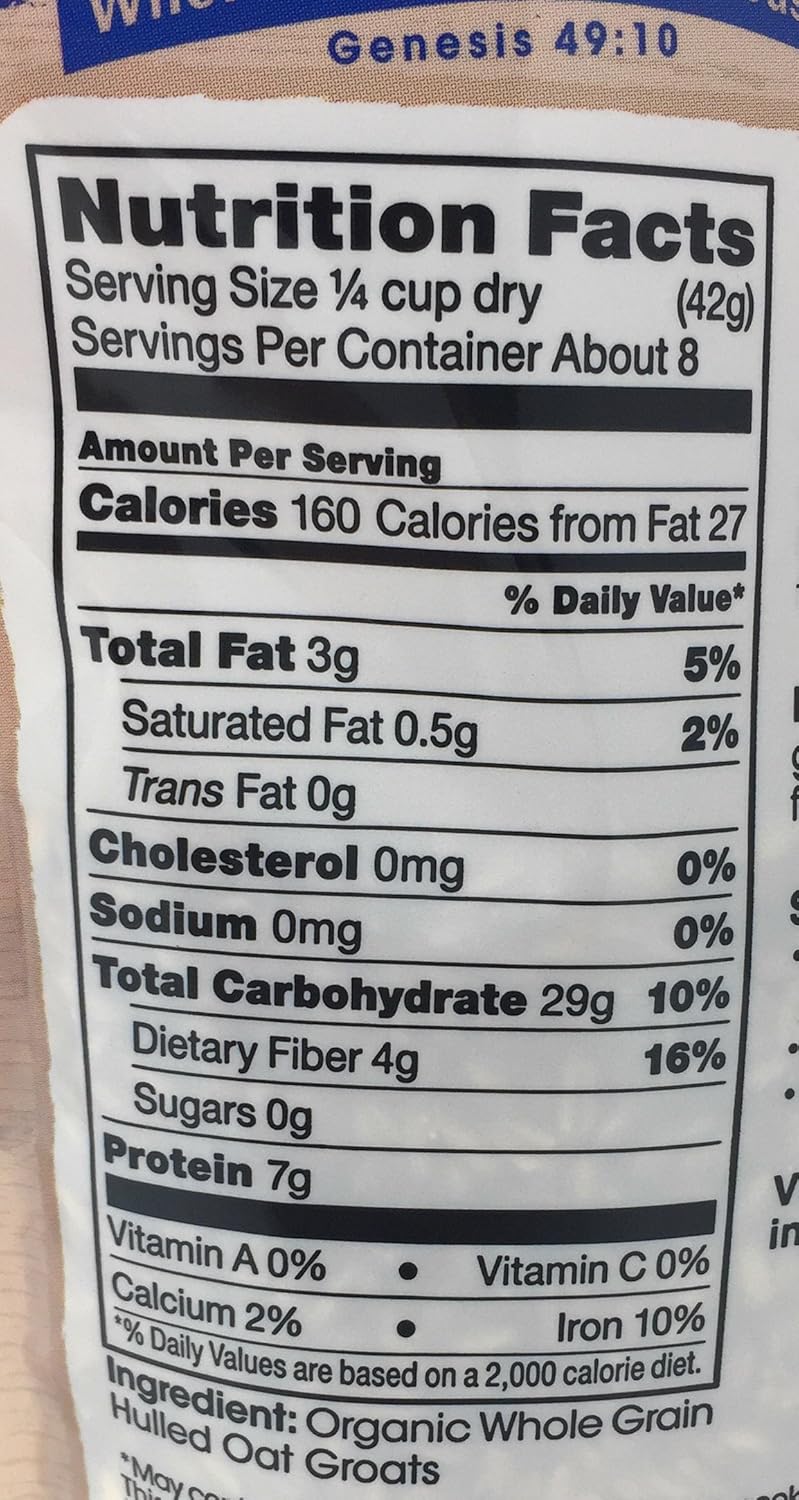 Genesis 49:10
Nutrition Facts
Serving Size ¼ cup dry (42g)
Servings Per Container About 8
Amount Per Serving
Calories 160 Calories from Fat 27
% Daily Value*
Total Fat 3g 5%
Saturated Fat 0.5g 2%
Trans Fat 0g
Cholesterol 0mg 0%
Sodium 0mg 0%
Total Carbohydrate 29g 10%
Dietary Fiber 4g 16%
Sugars 0g
Protein 7g
Vitamin A 0% • Vitamin C 0%
Calcium 2% • Iron 10%
*% Daily Values are based on a 2,000 calorie diet.
Ingredient: Organic Whole Grain
Hulled Oat Groats
*May